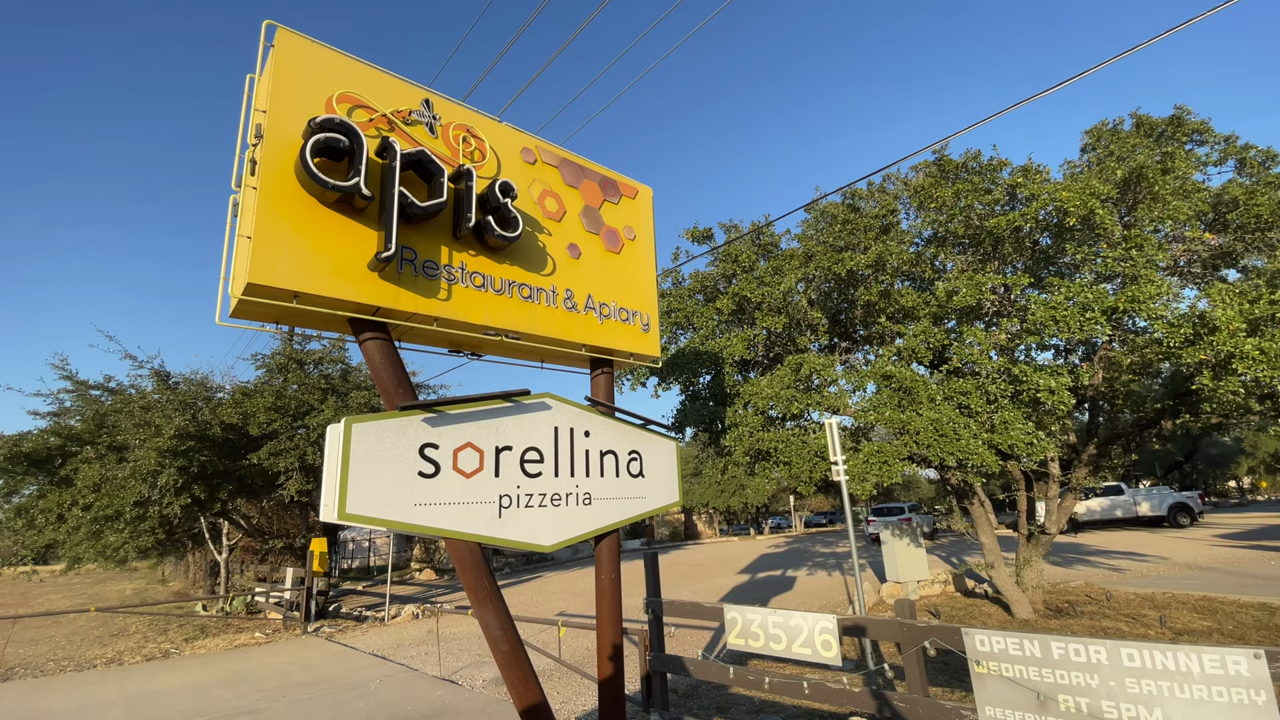 apis
Restaurant & Apiary
sorellina
pizzeria
23526
OPEN FOR DINNER
WEDNESDAY - SATURDAY
AT 5PM